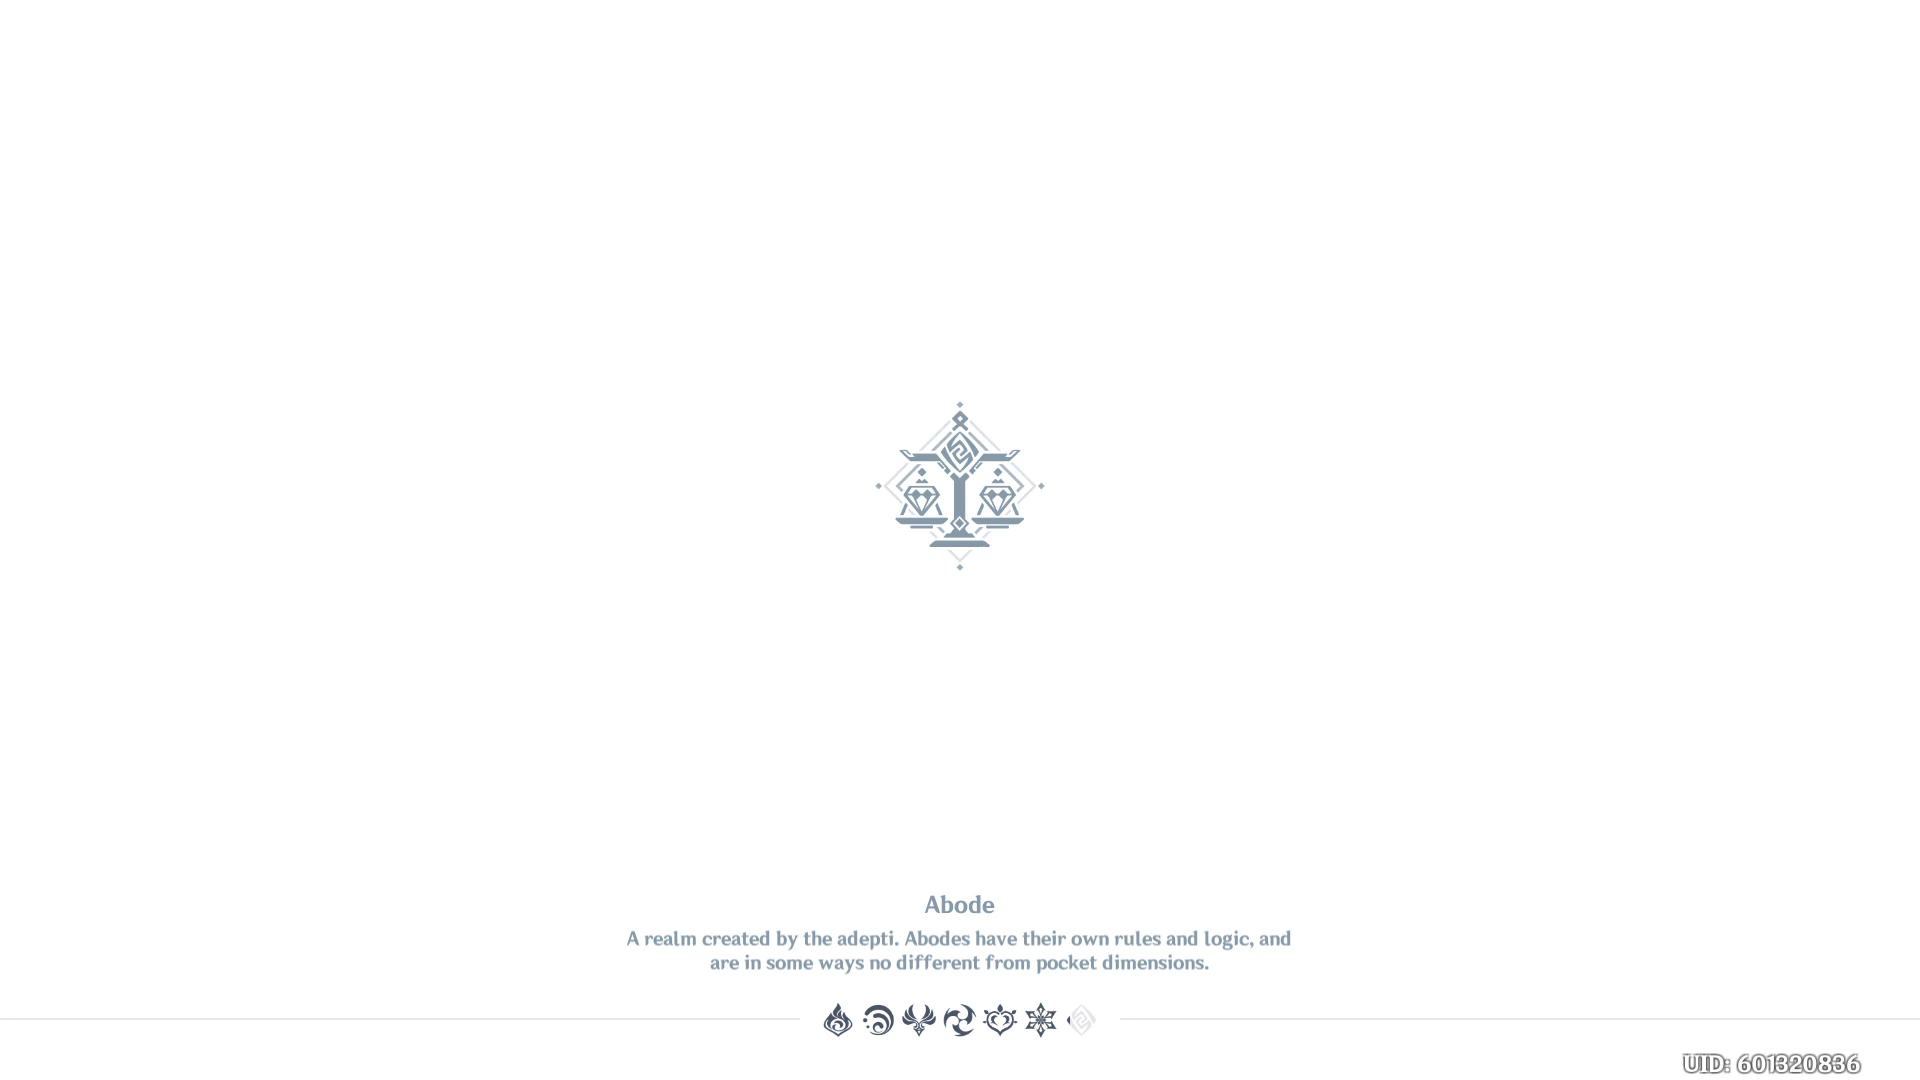 Abode
A realm created by the adepti. Abodes have their own rules and logic, and
are in some ways no different from pocket dimensions.
UID: 601320836